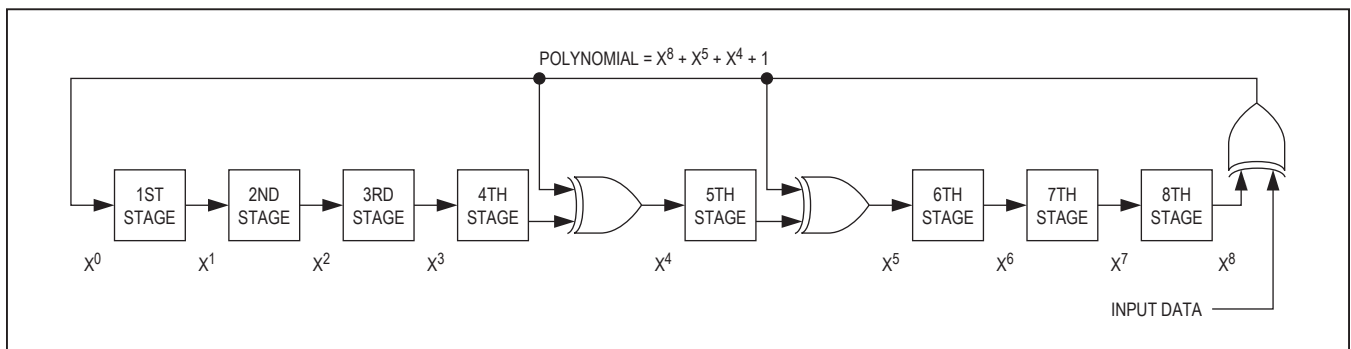 POLYNOMIAL = X⁸ + X⁵ + X⁴ + 1
1ST
STAGE
2ND
STAGE
3RD
STAGE
4TH
STAGE
5TH
STAGE
6TH
STAGE
7TH
STAGE
8TH
STAGE
X⁰
X¹
X²
X³
X⁴
X⁵
X⁶
X⁷
X⁸
INPUT DATA